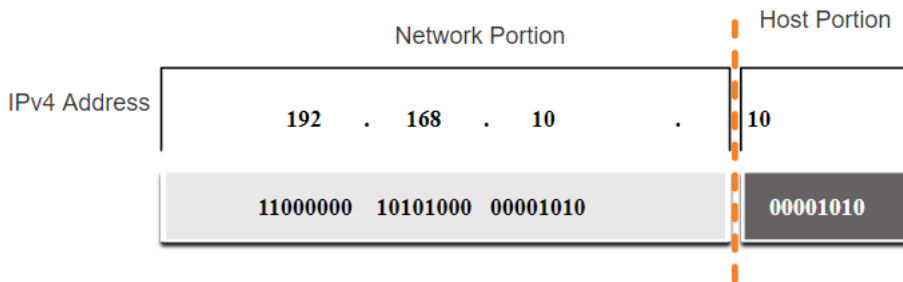 Network Portion
Host Portion
IPv4 Address
192 . 168 . 10 . 10
11000000 10101000 00001010 00001010